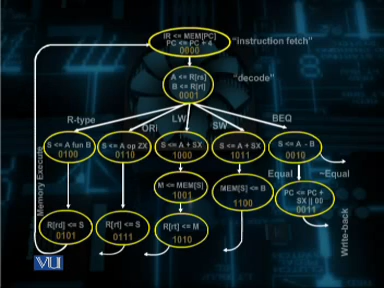 IR <= MEM[PC]
PC <= PC + 4
0000
"instruction fetch"
A <= R[rs]
B <= R[rt]
0001
"decode"
R-type
ORi
LW
SW
BEQ
S <= A fun B
0100
S <= A op ZX
0110
S <= A + SX
1000
S <= A + SX
1011
S <= A - B
0010
Equal
~Equal
M <= MEM[S]
1001
MEM[S] <= B
1100
PC <= PC +
SX || 00
0011
R[rd] <= S
0101
R[rt] <= S
0111
R[rt] <= M
1010
Memory Execute
Write-back
VU